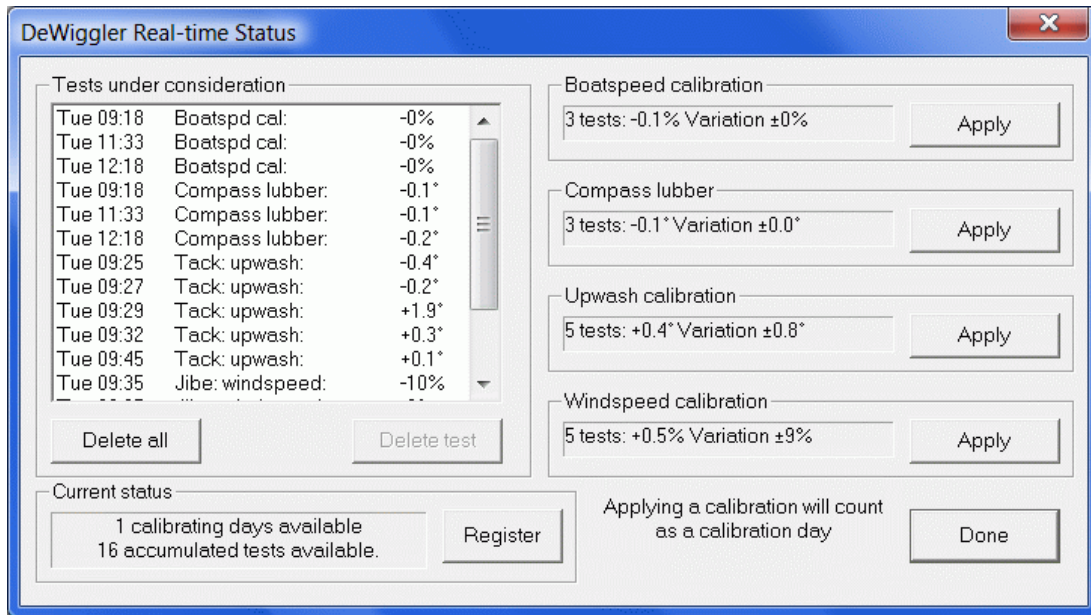 DeWiggler Real-time Status
Tests under consideration
Tue 09:18 Boatspd cal: -0%
Tue 11:33 Boatspd cal: -0%
Tue 12:18 Boatspd cal: -0%
Tue 09:18 Compass lubber: -0.1°
Tue 11:33 Compass lubber: -0.1°
Tue 12:18 Compass lubber: -0.2°
Tue 09:25 Tack: upwash: -0.4°
Tue 09:27 Tack: upwash: -0.2°
Tue 09:29 Tack: upwash: +1.9°
Tue 09:32 Tack: upwash: +0.3°
Tue 09:45 Tack: upwash: +0.1°
Tue 09:35 Jibe: windspeed: -10%
Delete all
Delete test
Boatspeed calibration
3 tests: -0.1% Variation ±0%
Apply
Compass lubber
3 tests: -0.1° Variation ±0.0°
Apply
Upwash calibration
5 tests: +0.4° Variation ±0.8°
Apply
Windspeed calibration
5 tests: +0.5% Variation ±9%
Apply
Current status
1 calibrating days available
16 accumulated tests available.
Register
Applying a calibration will count
as a calibration day
Done